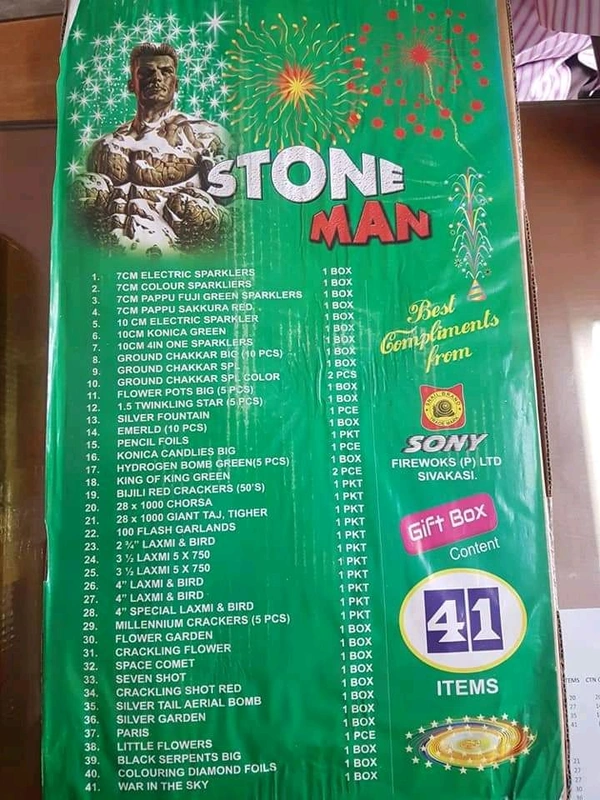 STONE
MAN
1. 7CM ELECTRIC SPARKLERS 1 BOX
2. 7CM COLOUR SPARKLIERS 1 BOX
3. 7CM PAPPU FUJI GREEN SPARKLERS 1 BOX
4. 7CM PAPPU SAKKURA RED 1 BOX
5. 10 CM ELECTRIC SPARKLER 1 BOX
6. 10CM KONICA GREEN 1 BOX
7. 10CM 4IN ONE SPARKLERS 1 BOX
8. GROUND CHAKKAR BIG (10 PCS) 1 BOX
9. GROUND CHAKKAR SPL 1 BOX
10. GROUND CHAKKAR SPL COLOR 2 PCS
11. FLOWER POTS BIG (5 PCS) 1 BOX
12. 1.5 TWINKLING STAR (5 PCS) 1 BOX
13. SILVER FOUNTAIN 1 PCE
14. EMERLD (10 PCS) 1 BOX
15. PENCIL FOILS 1 PKT
16. KONICA CANDLIES BIG 1 PCE
17. HYDROGEN BOMB GREEN(5 PCS) 1 BOX
18. KING OF KING GREEN 2 PCE
19. BIJILI RED CRACKERS (50'S) 1 PKT
20. 28 x 1000 CHORSA 1 PKT
21. 28 x 1000 GIANT TAJ, TIGHER 1 PKT
22. 100 FLASH GARLANDS 1 PKT
23. 2 ¾" LAXMI & BIRD 1 PKT
24. 3 ½ LAXMI 5 X 750 1 PKT
25. 3 ½ LAXMI 5 X 750 1 PKT
26. 4" LAXMI & BIRD 1 PKT
27. 4" LAXMI & BIRD 1 PKT
28. 4" SPECIAL LAXMI & BIRD 1 PKT
29. MILLENNIUM CRACKERS (5 PCS) 1 BOX
30. FLOWER GARDEN 1 BOX
31. CRACKLING FLOWER 1 BOX
32. SPACE COMET 1 BOX
33. SEVEN SHOT 1 BOX
34. CRACKLING SHOT RED 1 BOX
35. SILVER TAIL AERIAL BOMB 1 BOX
36. SILVER GARDEN 1 BOX
37. PARIS 1 PCE
38. LITTLE FLOWERS 1 BOX
39. BLACK SERPENTS BIG 1 BOX
40. COLOURING DIAMOND FOILS 1 BOX
41. WAR IN THE SKY 1 BOX
Best
Compliments
from
SONY
FIREWOKS (P) LTD
SIVAKASI.
Gift Box
Content
41
ITEMS